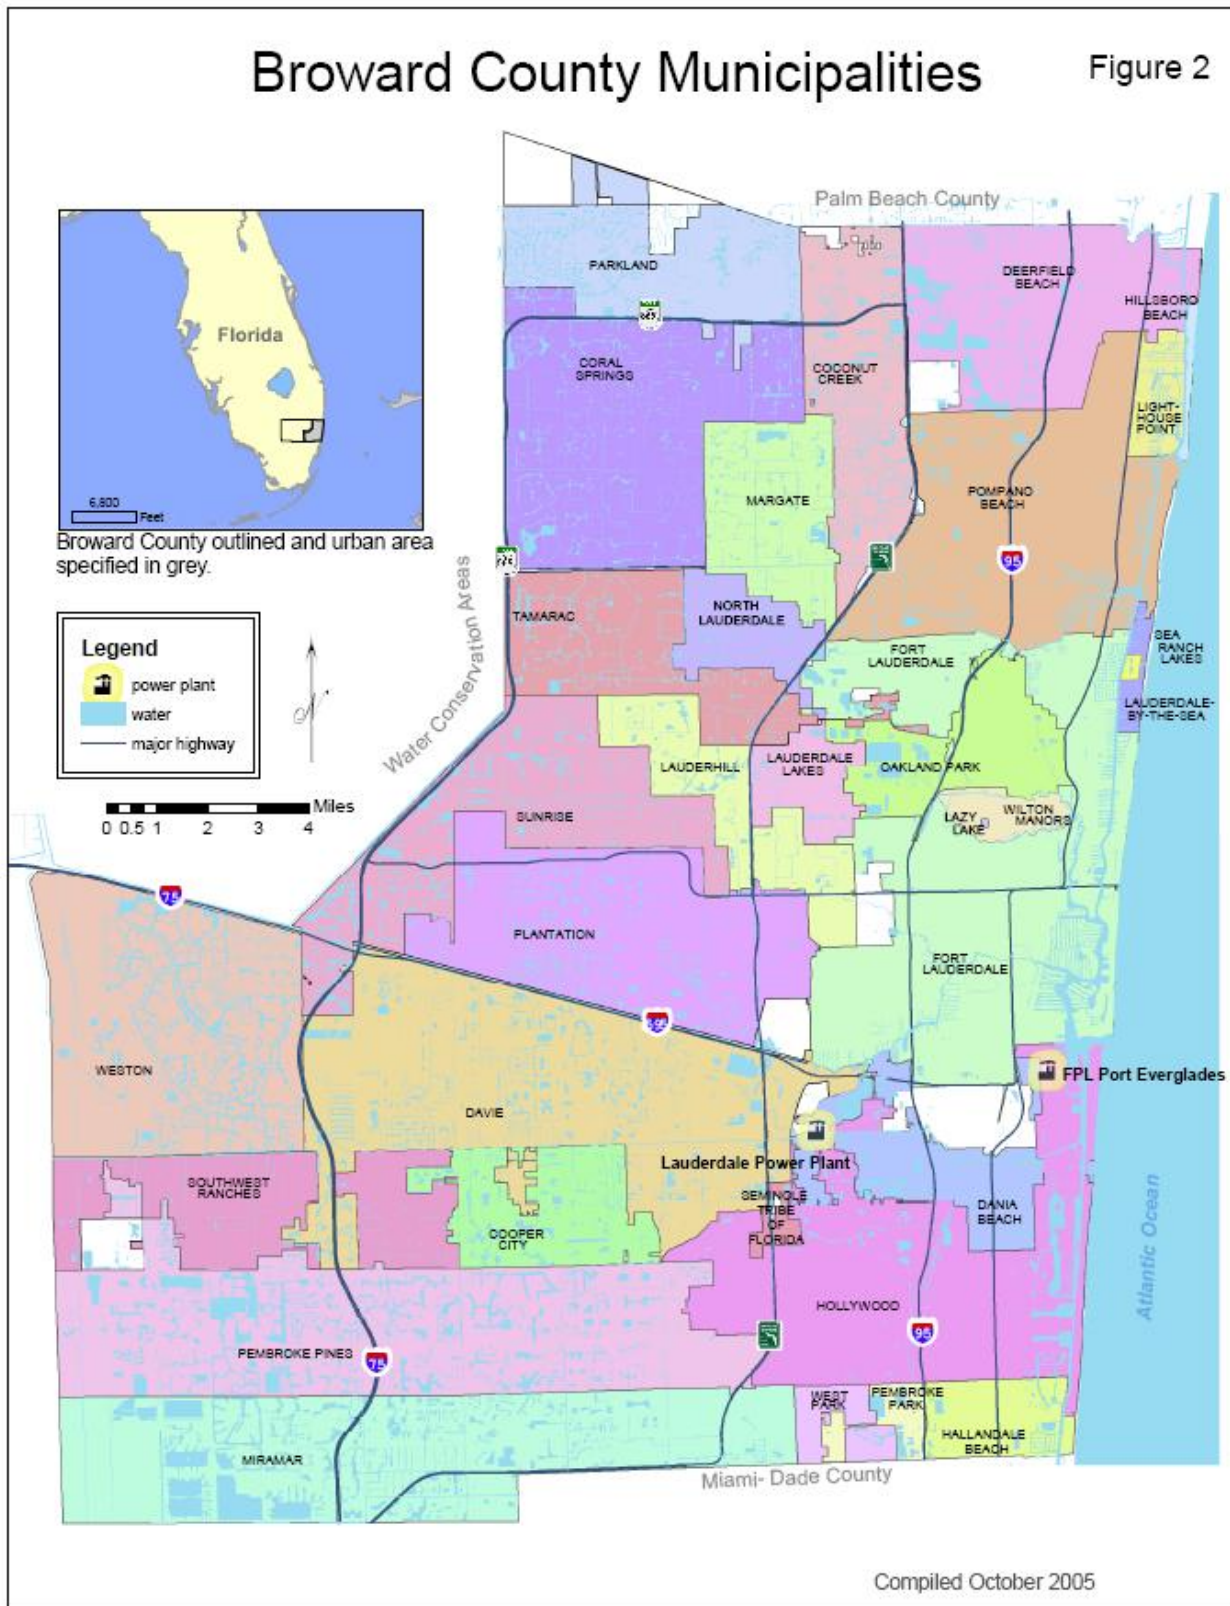 Broward County Municipalities
Figure 2
Palm Beach County
Florida
6,800
Feet
Broward County outlined and urban area
specified in grey.
Legend
power plant
water
major highway
Miles
0 0.5 1 2 3 4
Water Conservation Areas
PARKLAND
DEERFIELD
BEACH
HILLSBORO
BEACH
CORAL
SPRINGS
COCONUT
CREEK
LIGHT-
HOUSE
POINT
MARGATE
POMPANO
BEACH
95
TAMARAC
NORTH
LAUDERDALE
FORT
LAUDERDALE
SEA
RANCH
LAKES
LAUDERDALE-
BY-THE-SEA
LAUDERHILL
LAUDERDALE
LAKES
OAKLAND PARK
SUNRISE
LAZY
LAKE
WILTON
MANORS
75
PLANTATION
FORT
LAUDERDALE
595
WESTON
DAVIE
FPL Port Everglades
Lauderdale Power Plant
SOUTHWEST
RANCHES
SEMINOLE
TRIBE
OF
FLORIDA
DANIA
BEACH
COOPER
CITY
Atlantic Ocean
HOLLYWOOD
95
PEMBROKE PINES
75
WEST
PARK
PEMBROKE
PARK
HALLANDALE
BEACH
MIRAMAR
Miami- Dade County
Compiled October 2005